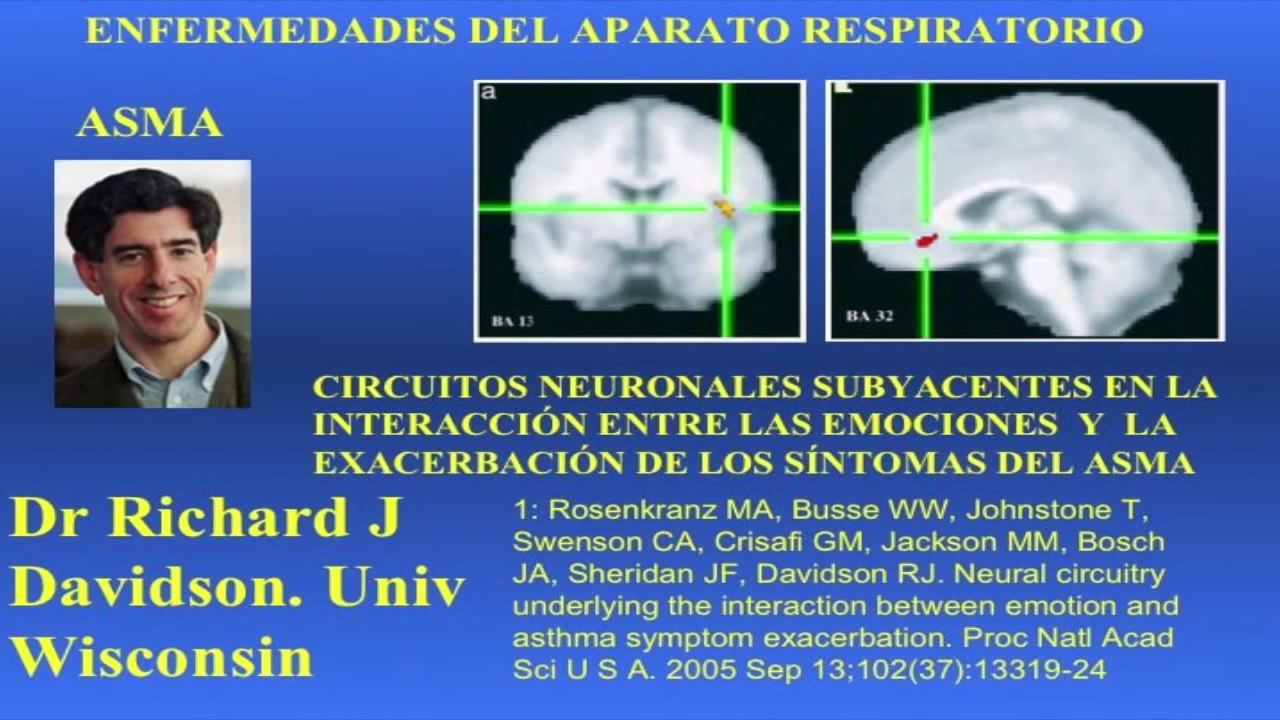 ENFERMEDADES DEL APARATO RESPIRATORIO
ASMA
a
BA 13
BA 32
CIRCUITOS NEURONALES SUBYACENTES EN LA
INTERACCIÓN ENTRE LAS EMOCIONES Y LA
EXACERBACIÓN DE LOS SÍNTOMAS DEL ASMA
Dr Richard J
Davidson. Univ
Wisconsin
1: Rosenkranz MA, Busse WW, Johnstone T,
Swenson CA, Crisafi GM, Jackson MM, Bosch
JA, Sheridan JF, Davidson RJ. Neural circuitry
underlying the interaction between emotion and
asthma symptom exacerbation. Proc Natl Acad
Sci U S A. 2005 Sep 13;102(37):13319-24